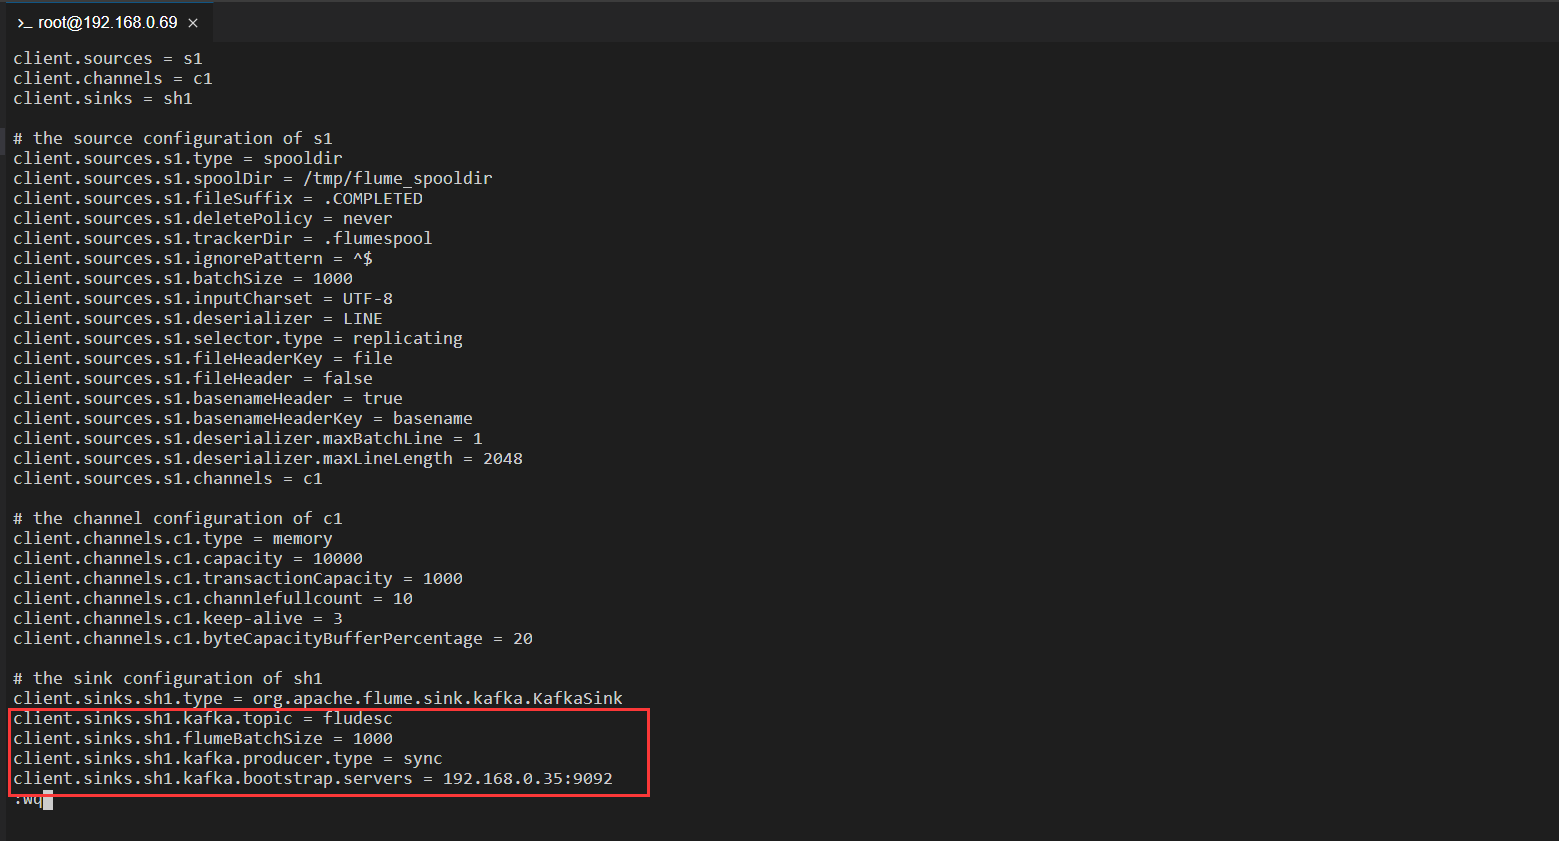 >_ root@192.168.0.69 ×
client.sources = s1
client.channels = c1
client.sinks = sh1
# the source configuration of s1
client.sources.s1.type = spooldir
client.sources.s1.spoolDir = /tmp/flume_spooldir
client.sources.s1.fileSuffix = .COMPLETED
client.sources.s1.deletePolicy = never
client.sources.s1.trackerDir = .flumespool
client.sources.s1.ignorePattern = ^$
client.sources.s1.batchSize = 1000
client.sources.s1.inputCharset = UTF-8
client.sources.s1.deserializer = LINE
client.sources.s1.selector.type = replicating
client.sources.s1.fileHeaderKey = file
client.sources.s1.fileHeader = false
client.sources.s1.basenameHeader = true
client.sources.s1.basenameHeaderKey = basename
client.sources.s1.deserializer.maxBatchLine = 1
client.sources.s1.deserializer.maxLineLength = 2048
client.sources.s1.channels = c1
# the channel configuration of c1
client.channels.c1.type = memory
client.channels.c1.capacity = 10000
client.channels.c1.transactionCapacity = 1000
client.channels.c1.channlefullcount = 10
client.channels.c1.keep-alive = 3
client.channels.c1.byteCapacityBufferPercentage = 20
# the sink configuration of sh1
client.sinks.sh1.type = org.apache.flume.sink.kafka.KafkaSink
client.sinks.sh1.kafka.topic = fludesc
client.sinks.sh1.flumeBatchSize = 1000
client.sinks.sh1.kafka.producer.type = sync
client.sinks.sh1.kafka.bootstrap.servers = 192.168.0.35:9092
:wq